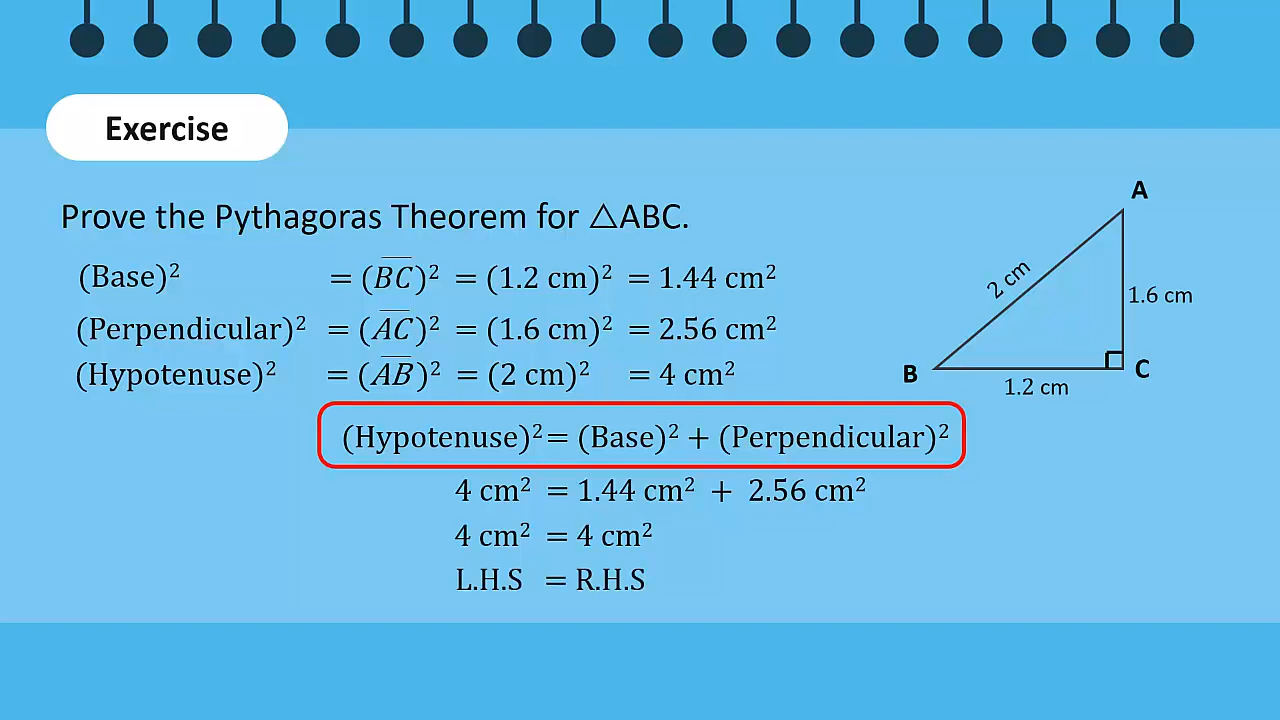 Exercise
Prove the Pythagoras Theorem for △ABC.
(Base)² = (B̅C̅)² = (1.2 cm)² = 1.44 cm²
(Perpendicular)² = (A̅C̅)² = (1.6 cm)² = 2.56 cm²
(Hypotenuse)² = (A̅B̅)² = (2 cm)² = 4 cm²
(Hypotenuse)² = (Base)² + (Perpendicular)²
4 cm² = 1.44 cm² + 2.56 cm²
4 cm² = 4 cm²
L.H.S = R.H.S
A
2 cm
1.6 cm
B
C
1.2 cm